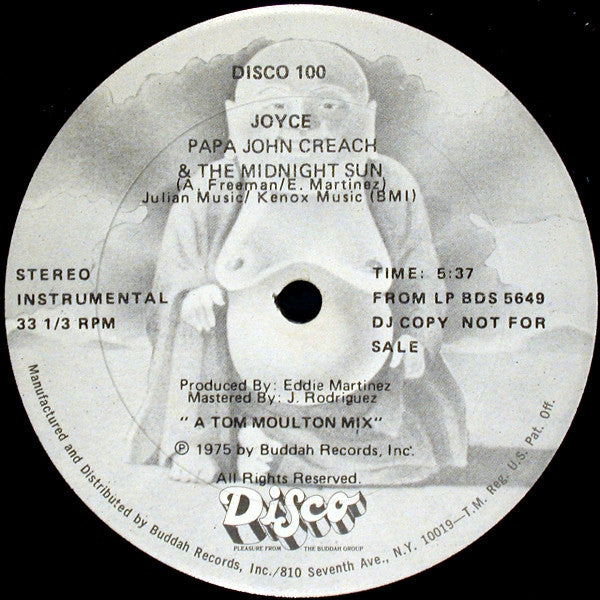 DISCO 100
JOYCE
PAPA JOHN CREACH
& THE MIDNIGHT SUN
(A. Freeman/E. Martinez)
Julian Music/ Kenox Music (BMI)
STEREO
INSTRUMENTAL
33 1/3 RPM
TIME: 5:37
FROM LP BDS 5649
DJ COPY NOT FOR
SALE
Produced By: Eddie Martinez
Mastered By: J. Rodriguez
"A TOM MOULTON MIX"
℗ 1975 by Buddah Records, Inc.
All Rights Reserved.
Disco
PLEASURE FROM THE BUDDAH GROUP
Manufactured and Distributed by Buddah Records, Inc./810 Seventh Ave., N.Y. 10019—T.M. Reg. U.S. Pat. Off.